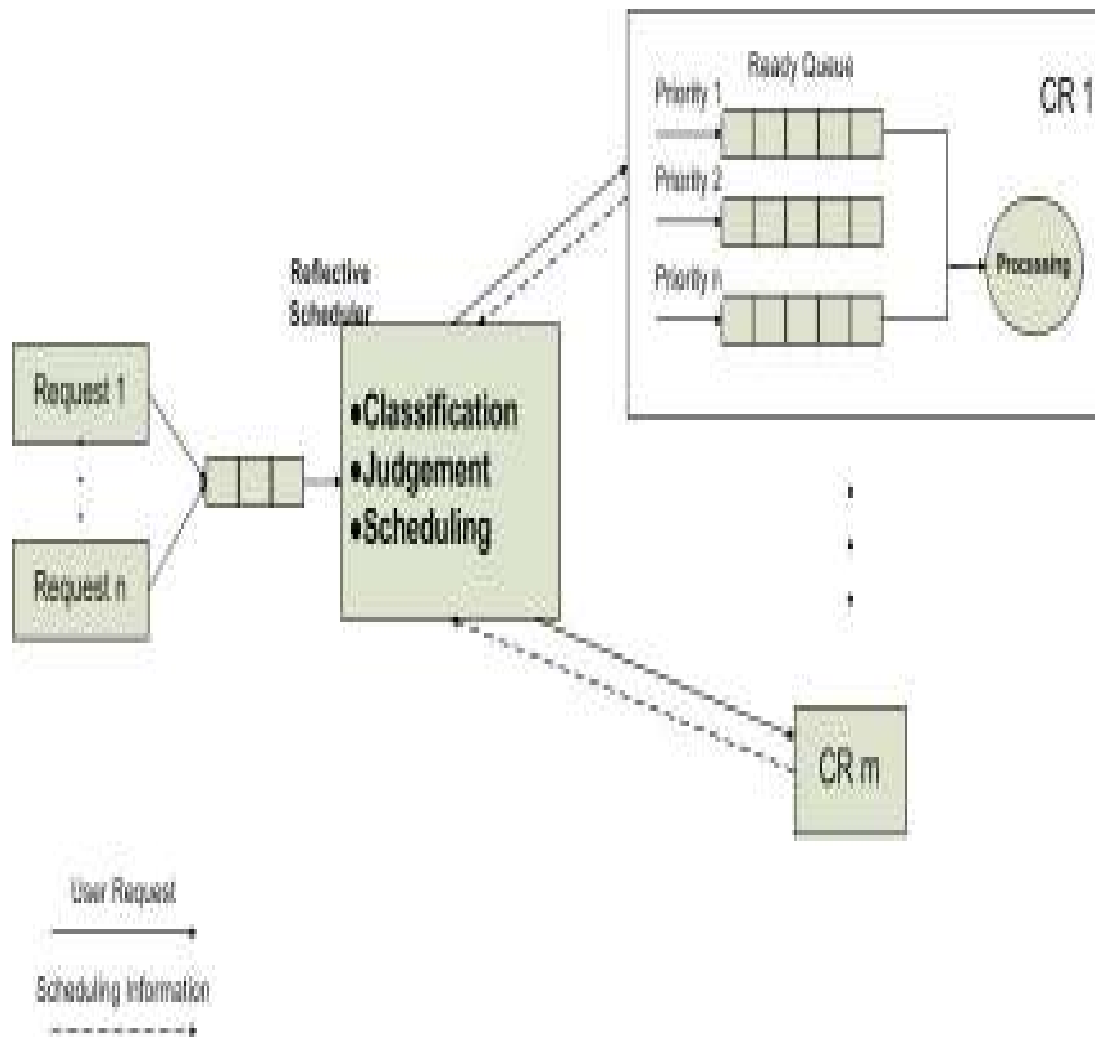 Ready Queue
Priority 1
CR 1
Priority 2
Processing
Priority n
Reflective
Scheduler
Request 1
•Classification
•Judgement
•Scheduling
Request n
CR m
User Request
Scheduling Information